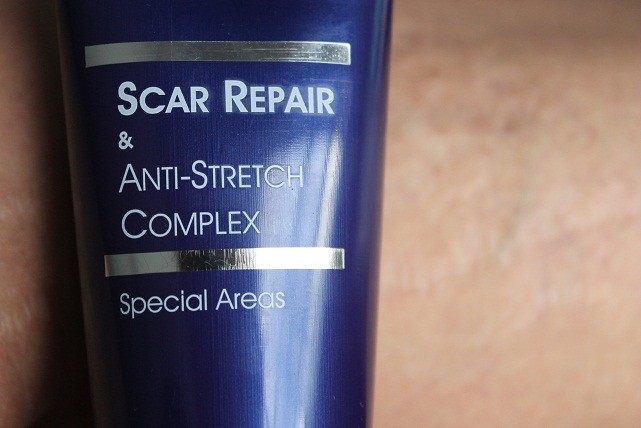 SCAR REPAIR
&
ANTI-STRETCH
COMPLEX
Special Areas